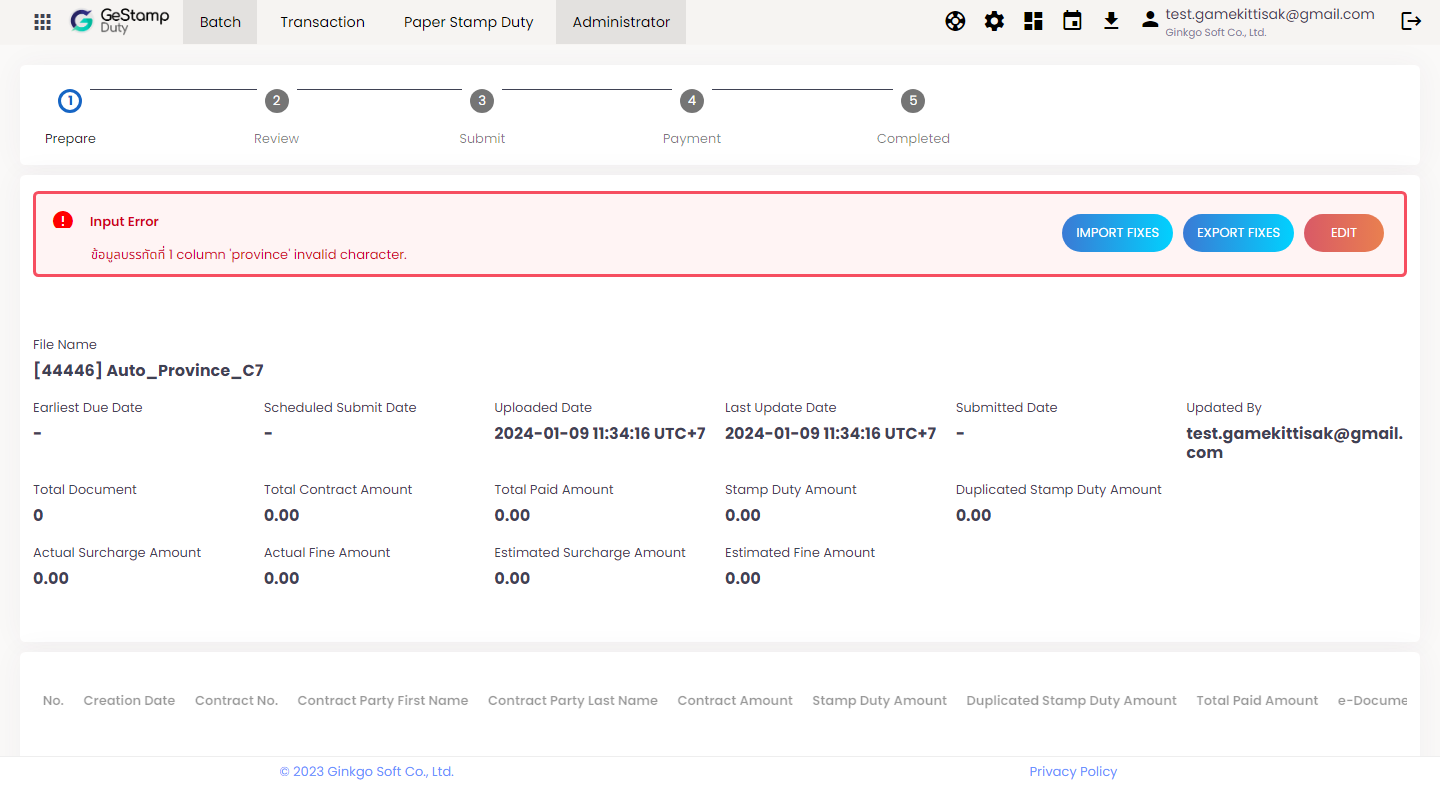 GeStamp
Duty
Batch
Transaction
Paper Stamp Duty
Administrator
test.gamekittisak@gmail.com
Ginkgo Soft Co., Ltd.
1
2
3
4
5
Prepare
Review
Submit
Payment
Completed
Input Error
ข้อมูลบรรทัดที่ 1 column 'province' invalid character.
IMPORT FIXES
EXPORT FIXES
EDIT
File Name
[44446] Auto_Province_C7
Earliest Due Date
Scheduled Submit Date
Uploaded Date
Last Update Date
Submitted Date
Updated By
-
-
2024-01-09 11:34:16 UTC+7
2024-01-09 11:34:16 UTC+7
-
test.gamekittisak@gmail.
com
Total Document
Total Contract Amount
Total Paid Amount
Stamp Duty Amount
Duplicated Stamp Duty Amount
0
0.00
0.00
0.00
0.00
Actual Surcharge Amount
Actual Fine Amount
Estimated Surcharge Amount
Estimated Fine Amount
0.00
0.00
0.00
0.00
No.
Creation Date
Contract No.
Contract Party First Name
Contract Party Last Name
Contract Amount
Stamp Duty Amount
Duplicated Stamp Duty Amount
Total Paid Amount
e-Docume
© 2023 Ginkgo Soft Co., Ltd.
Privacy Policy